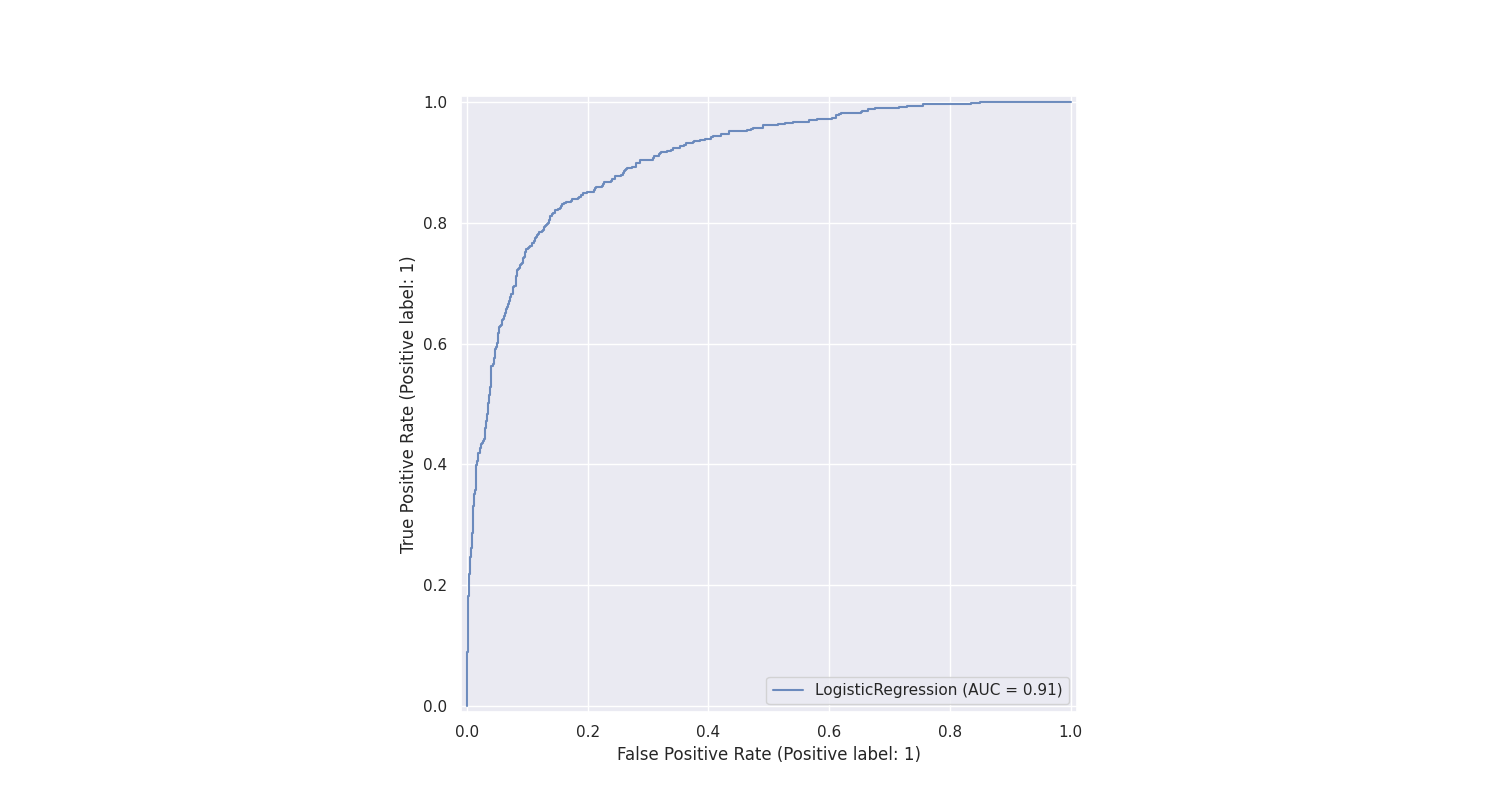 1.0
0.8
0.6
0.4
0.2
0.0
True Positive Rate (Positive label: 1)
LogisticRegression (AUC = 0.91)
0.0 0.2 0.4 0.6 0.8 1.0
False Positive Rate (Positive label: 1)